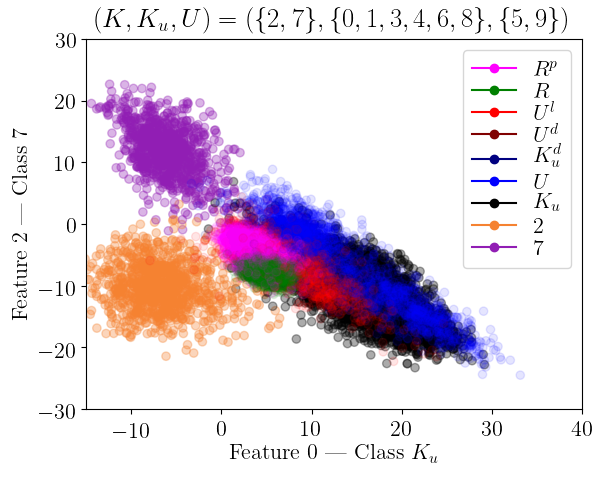 (K, K_u, U) = ({2, 7}, {0, 1, 3, 4, 6, 8}, {5, 9})
30
20
10
0
−10
−20
−30
Feature 2 — Class 7
R^p
R
U^l
U^d
K_u^d
U
K_u
2
7
−10
0
10
20
30
40
Feature 0 — Class K_u